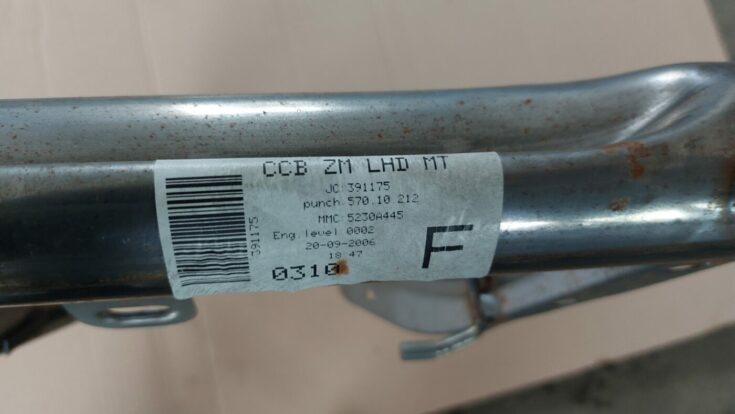 CCB ZM LHD MT
JC:391175
punch:570.10.212
MMC:5230A445
Eng.level:0002
20-09-2006
18:47
0310
F
391175